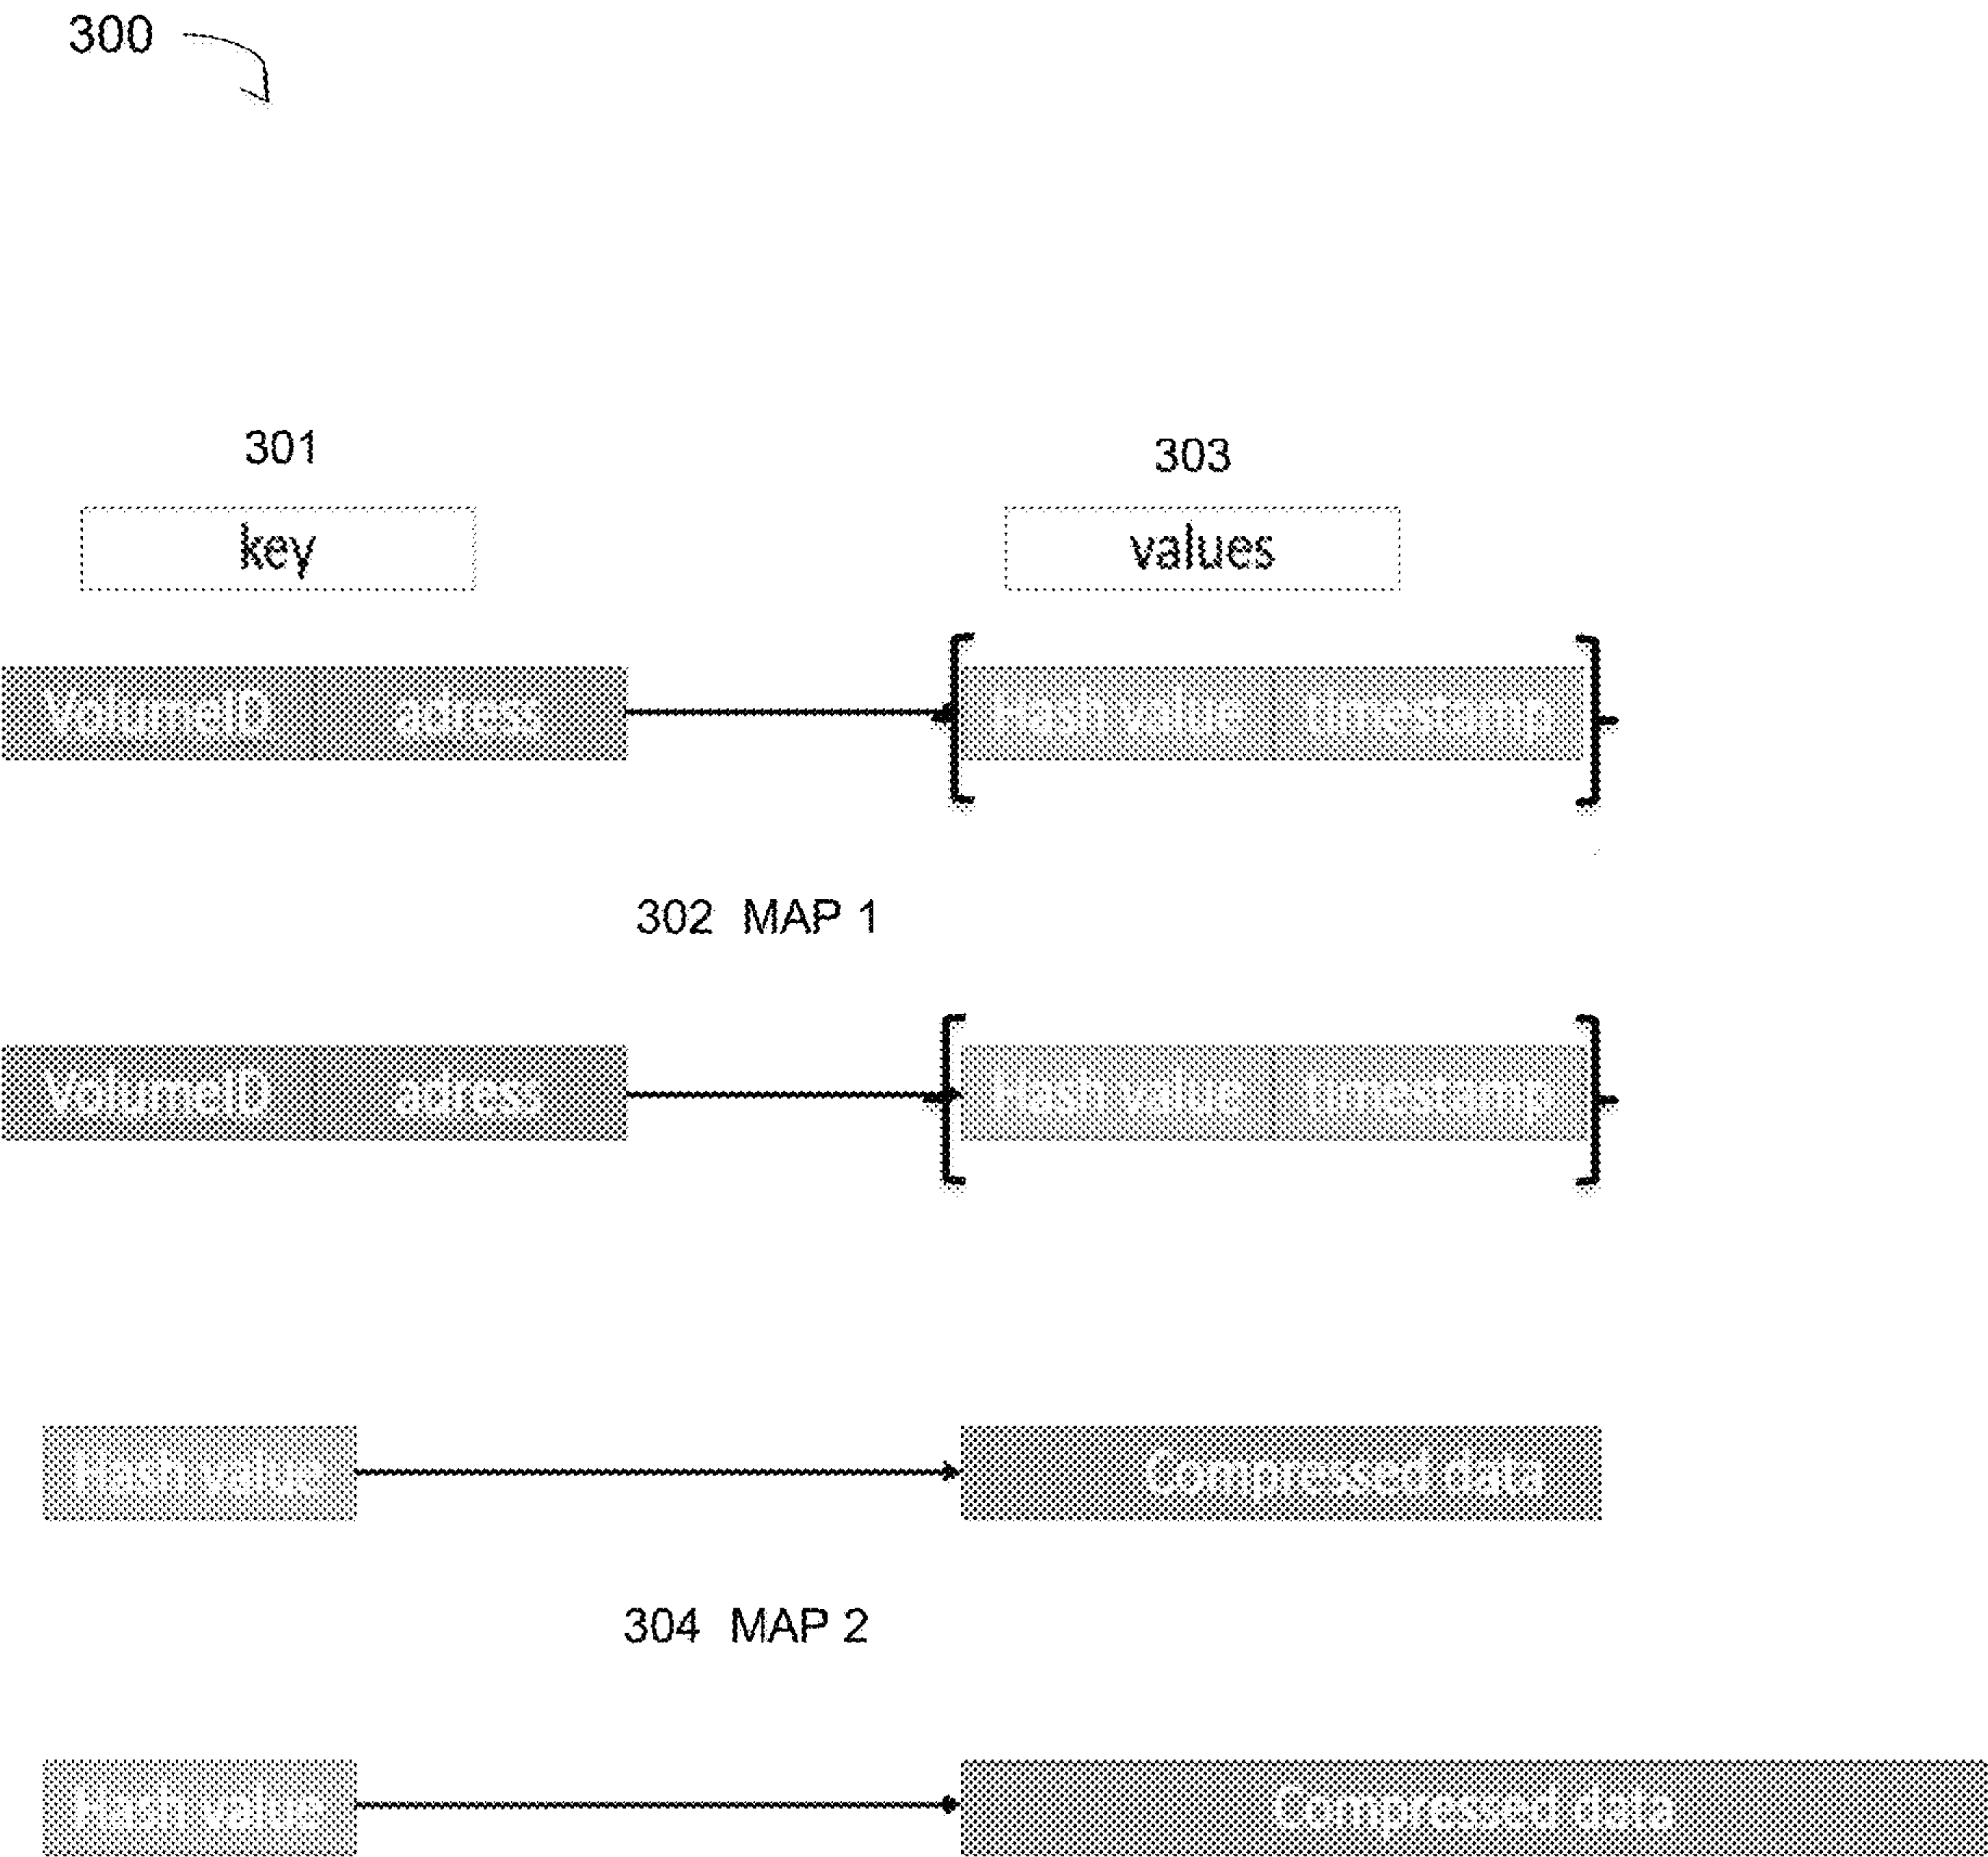 300
301 303
key values
VolumeID adress Hash value timestamp
302 MAP 1
VolumeID adress Hash value timestamp
Hash value Compressed data
304 MAP 2
Hash value Compressed data